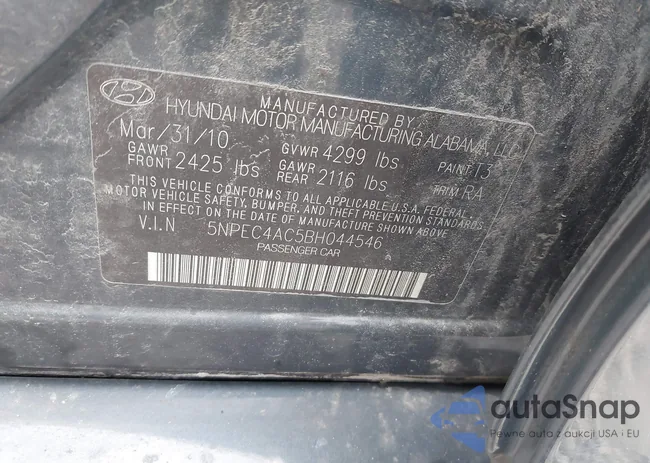 MANUFACTURED BY
HYUNDAI MOTOR MANUFACTURING ALABAMA, LLC
Mar/31/10 GVWR 4299 lbs PAINT T3
GAWR FRONT 2425 lbs GAWR REAR 2116 lbs TRIM RA
THIS VEHICLE CONFORMS TO ALL APPLICABLE U.S.A. FEDERAL
MOTOR VEHICLE SAFETY, BUMPER, AND THEFT PREVENTION STANDARDS
IN EFFECT ON THE DATE OF MANUFACTURE SHOWN ABOVE.
V.I.N 5NPEC4AC5BH044546
PASSENGER CAR
autoSnap
Pewne auta z aukcji USA i EU